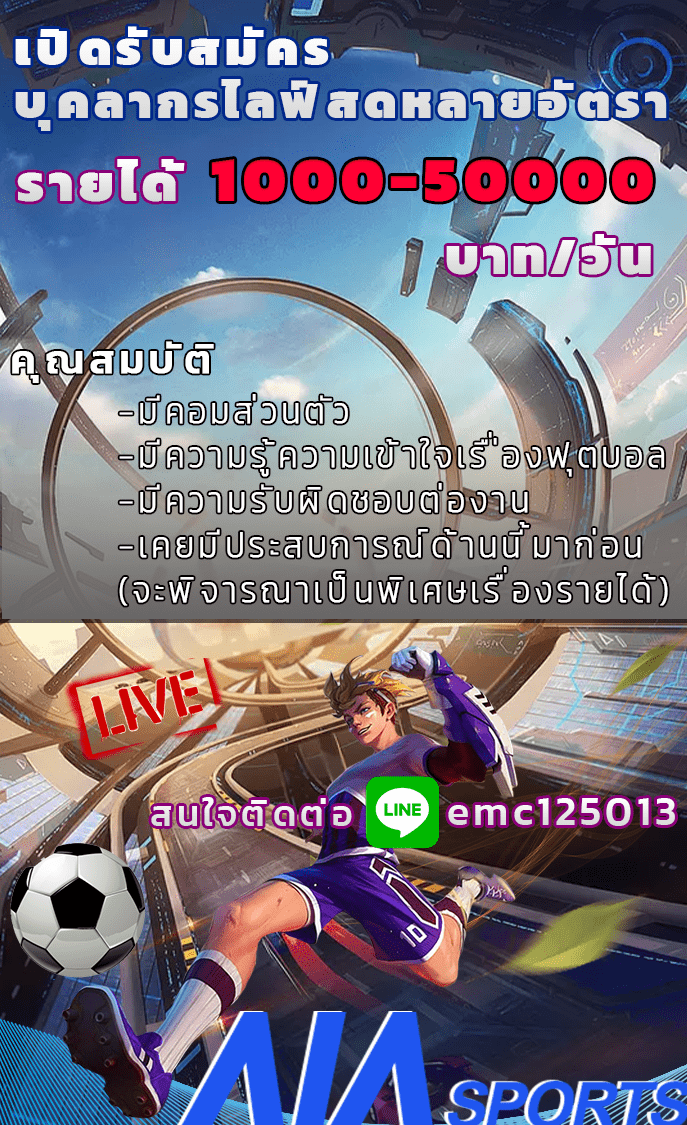 เปิดรับสมัคร
บุคลากรไลฟ์สดหลายอัตรา
รายได้ 1000-50000
บาท/วัน
คุณสมบัติ
-มีคอมส่วนตัว
-มีความรู้ความเข้าใจเรื่องฟุตบอล
-มีความรับผิดชอบต่องาน
-เคยมีประสบการณ์ด้านนี้มาก่อน
(จะพิจารณาเป็นพิเศษเรื่องรายได้)
LIVE
สนใจติดต่อ LINE emc125013
10
AIA SPORTS